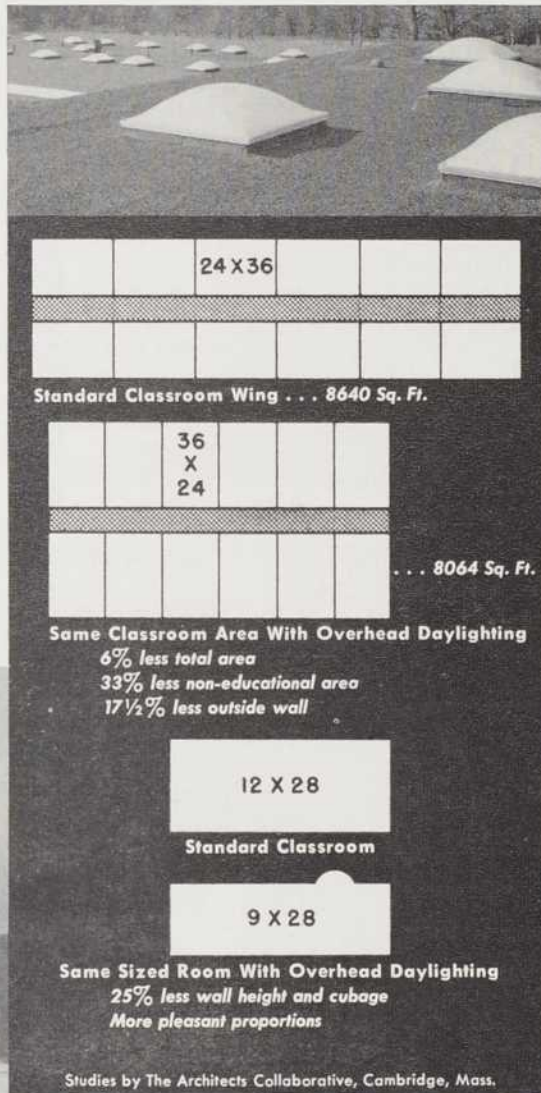 24 X 36
Standard Classroom Wing . . . 8640 Sq. Ft.
36
X
24
. . . 8064 Sq. Ft.
Same Classroom Area With Overhead Daylighting
6% less total area
33% less non-educational area
17½% less outside wall
12 X 28
Standard Classroom
9 X 28
Same Sized Room With Overhead Daylighting
25% less wall height and cubage
More pleasant proportions
Studies by The Architects Collaborative, Cambridge, Mass.